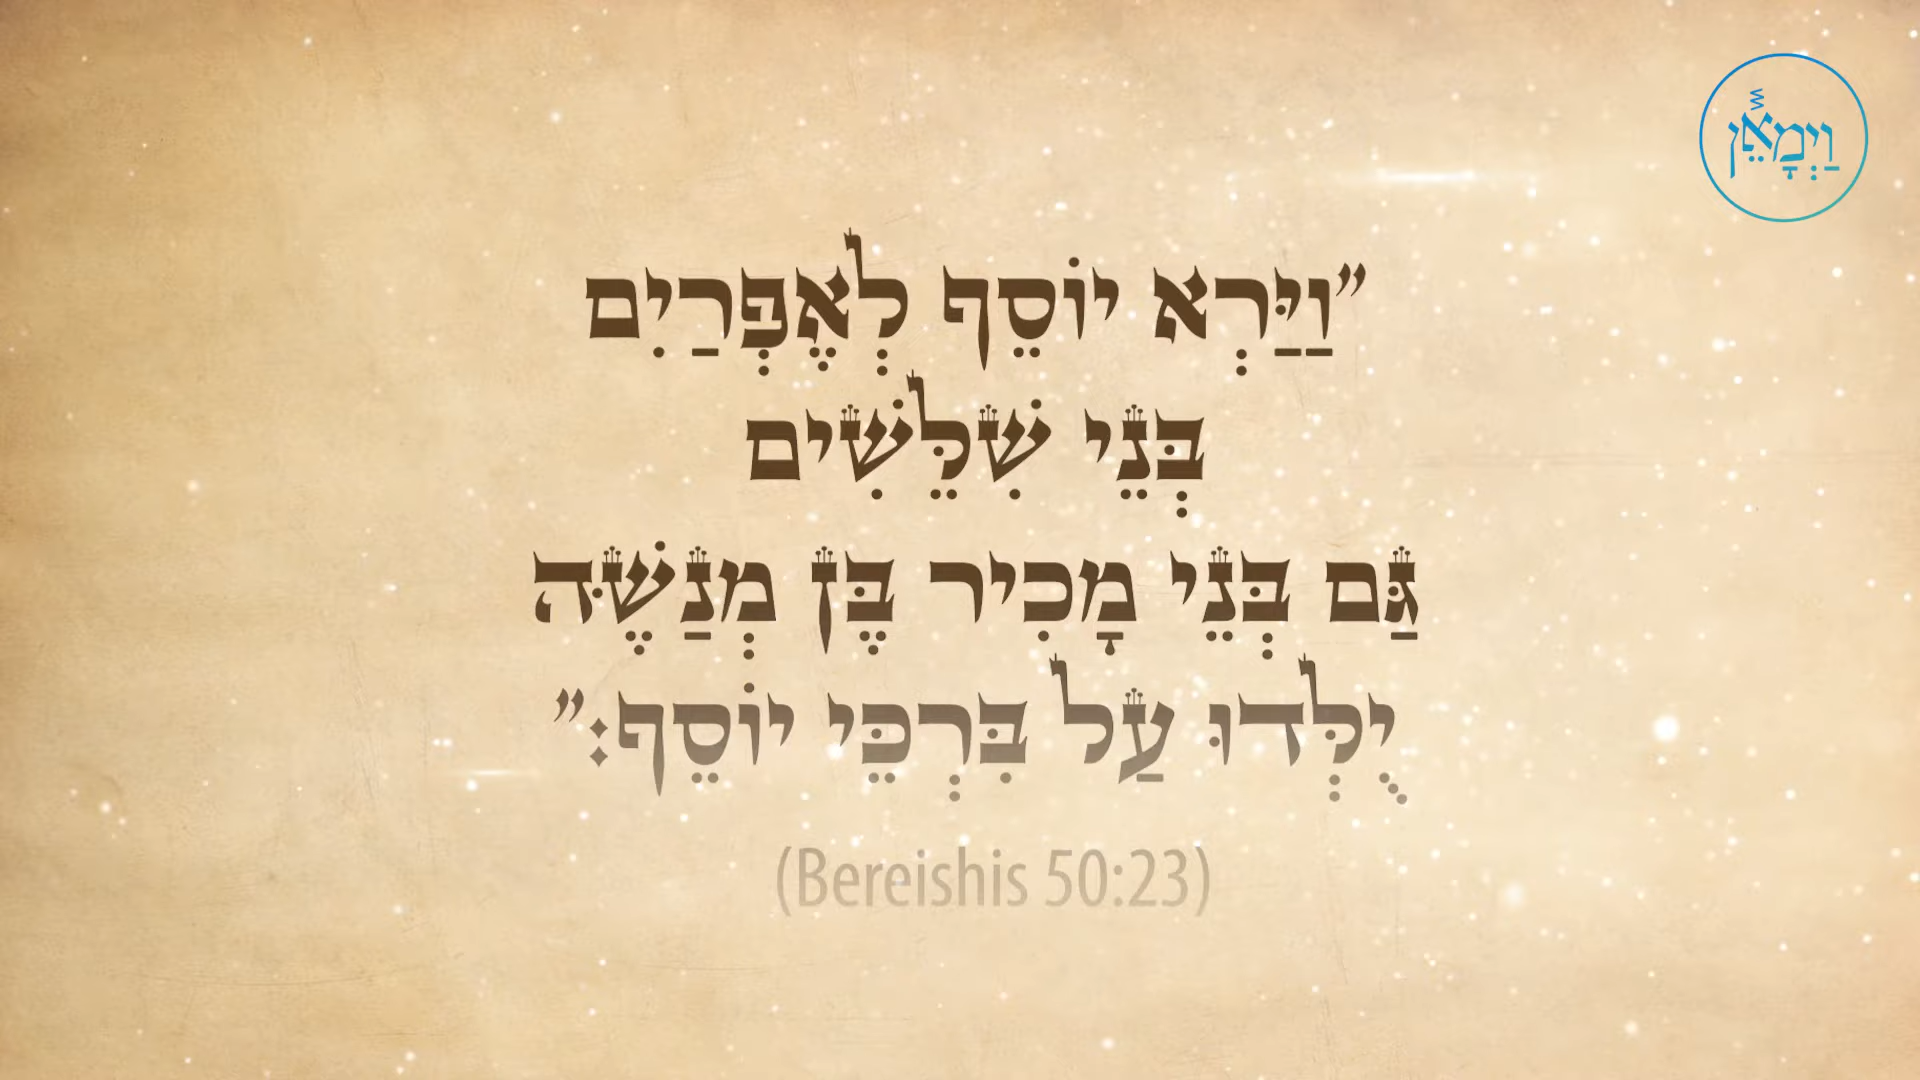 וַיְמָאֵ֓ן
״וַיַּרְא יוֹסֵף לְאֶפְרַיִם
בְּנֵי שִׁלֵּשִׁים
גַּם בְּנֵי מָכִיר בֶּן מְנַשֶּׁה
יֻלְּדוּ עַל בִּרְכֵּי יוֹסֵף׃״
(Bereishis 50:23)